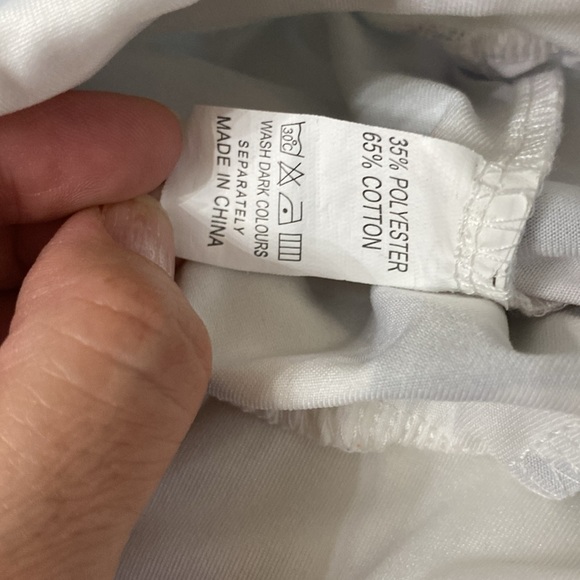 35% POLYESTER
65% COTTON
30°C
WASH DARK COLOURS
SEPARATELY
MADE IN CHINA